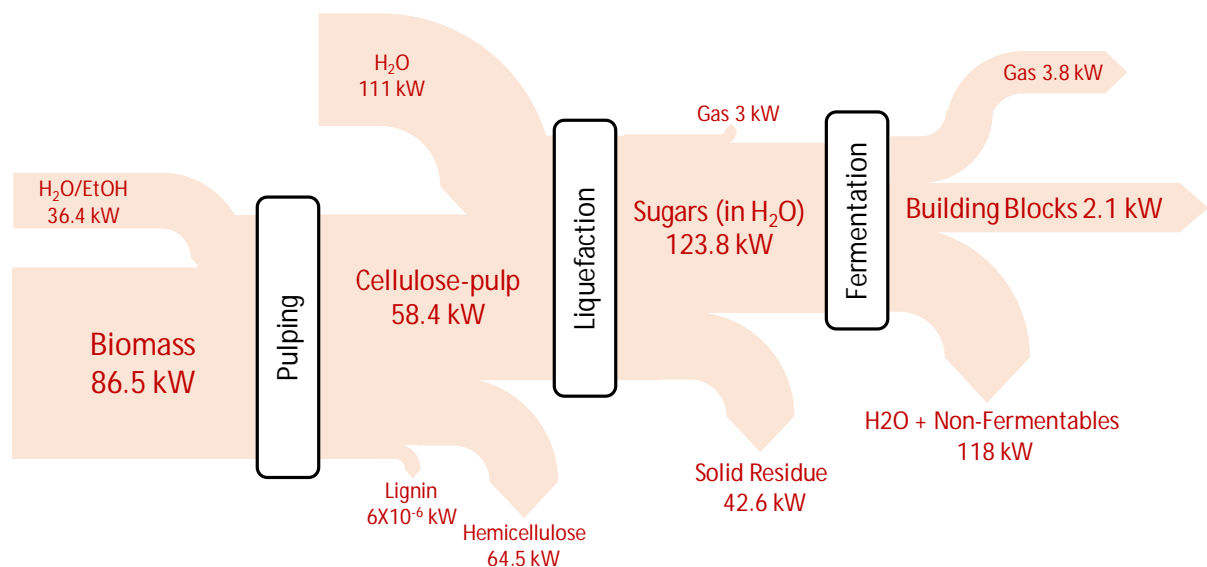 H₂O
111 kW
Gas 3.8 kW
Gas 3 kW
H₂O/EtOH
36.4 kW
Biomass
86.5 kW
Pulping
Cellulose-pulp
58.4 kW
Lignin
6X10⁻⁶ kW
Hemicellulose
64.5 kW
Liquefaction
Sugars (in H₂O)
123.8 kW
Solid Residue
42.6 kW
Fermentation
Building Blocks 2.1 kW
H2O + Non-Fermentables
118 kW